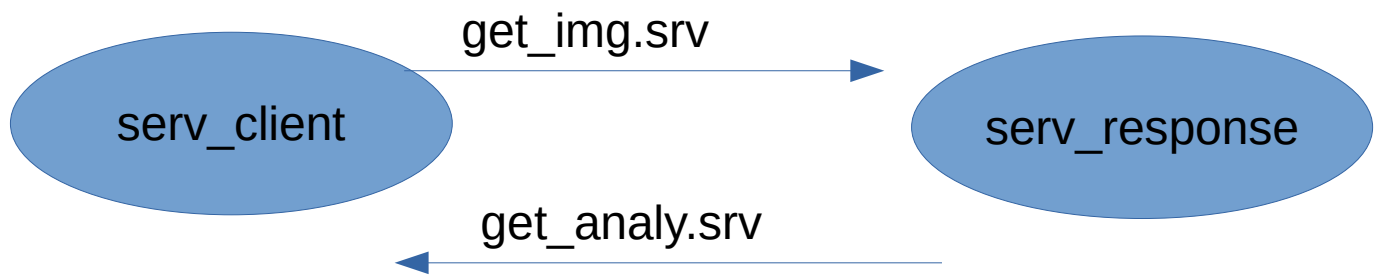 get_img.srv
serv_client
serv_response
get_analy.srv